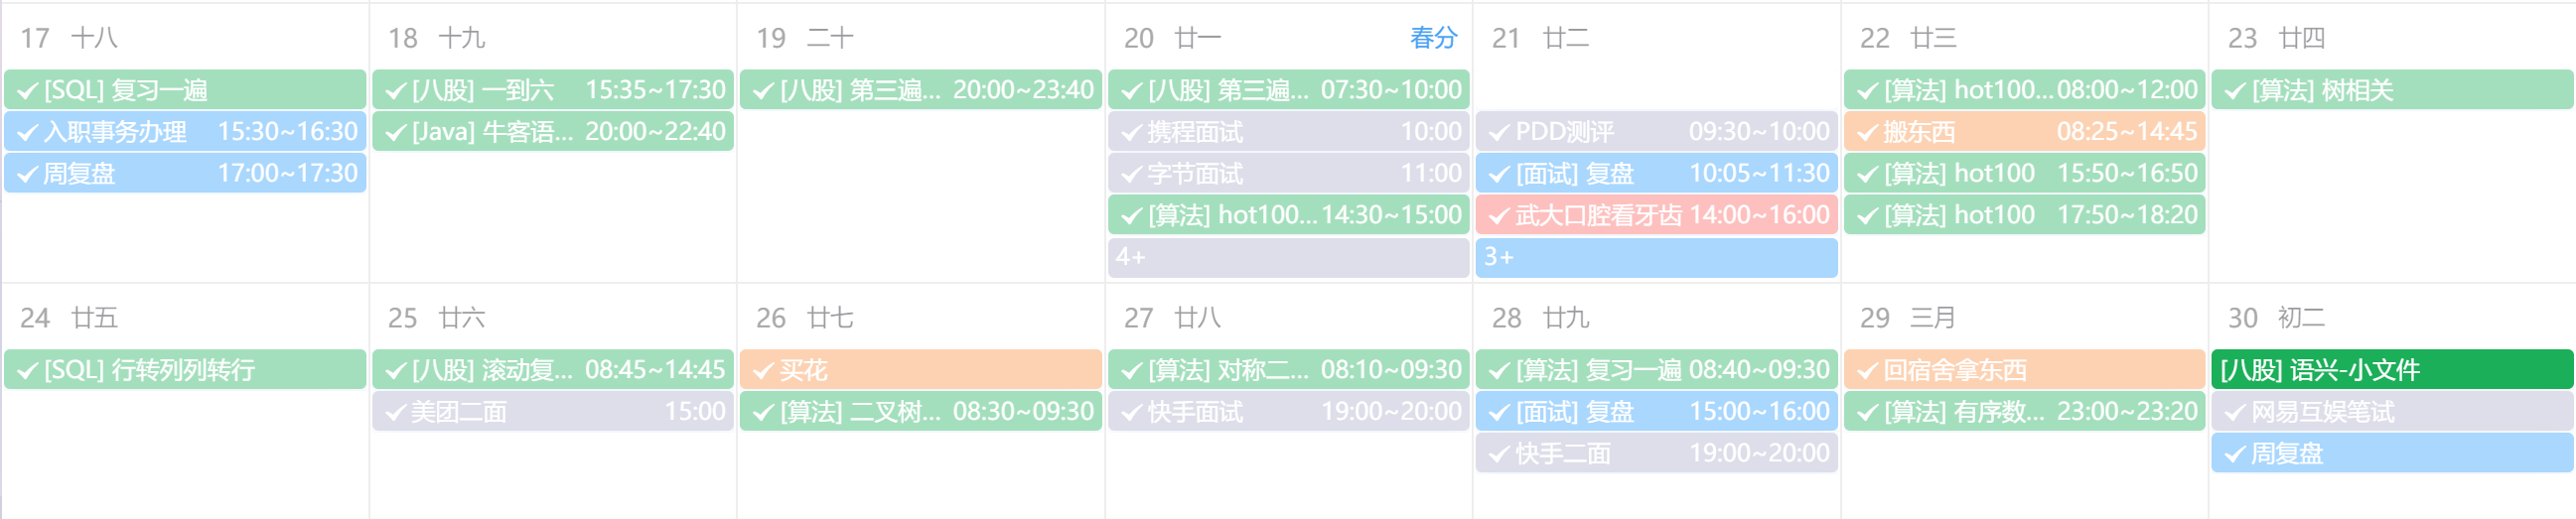 17 十八
✓[SQL] 复习一遍
✓入职事务办理 15:30~16:30
✓周复盘 17:00~17:30
18 十九
✓[八股] 一到六 15:35~17:30
✓[Java] 牛客语... 20:00~22:40
19 二十
✓[八股] 第三遍... 20:00~23:40
20 廿一 春分
✓[八股] 第三遍... 07:30~10:00
✓携程面试 10:00
✓字节面试 11:00
✓[算法] hot100... 14:30~15:00
4+
21 廿二
✓PDD测评 09:30~10:00
✓[面试] 复盘 10:05~11:30
✓武大口腔看牙齿 14:00~16:00
3+
22 廿三
✓[算法] hot100... 08:00~12:00
✓搬东西 08:25~14:45
✓[算法] hot100 15:50~16:50
✓[算法] hot100 17:50~18:20
23 廿四
✓[算法] 树相关
24 廿五
✓[SQL] 行转列列转行
25 廿六
✓[八股] 滚动复... 08:45~14:45
✓美团二面 15:00
26 廿七
✓买花
✓[算法] 二叉树... 08:30~09:30
27 廿八
✓[算法] 对称二... 08:10~09:30
✓快手面试 19:00~20:00
28 廿九
✓[算法] 复习一遍 08:40~09:30
✓[面试] 复盘 15:00~16:00
✓快手二面 19:00~20:00
29 三月
✓回宿舍拿东西
✓[算法] 有序数... 23:00~23:20
30 初二
[八股] 语兴-小文件
✓网易互娱笔试
✓周复盘